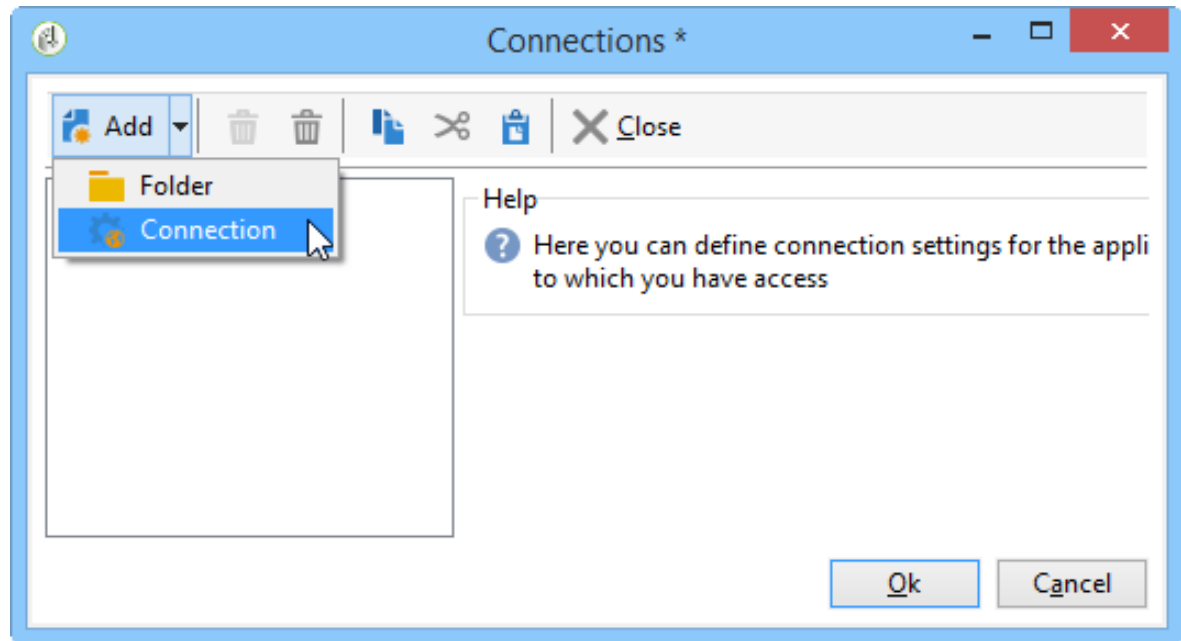 Connections *
Add
Close
Folder
Connection
Help
Here you can define connection settings for the appli
to which you have access
Ok
Cancel